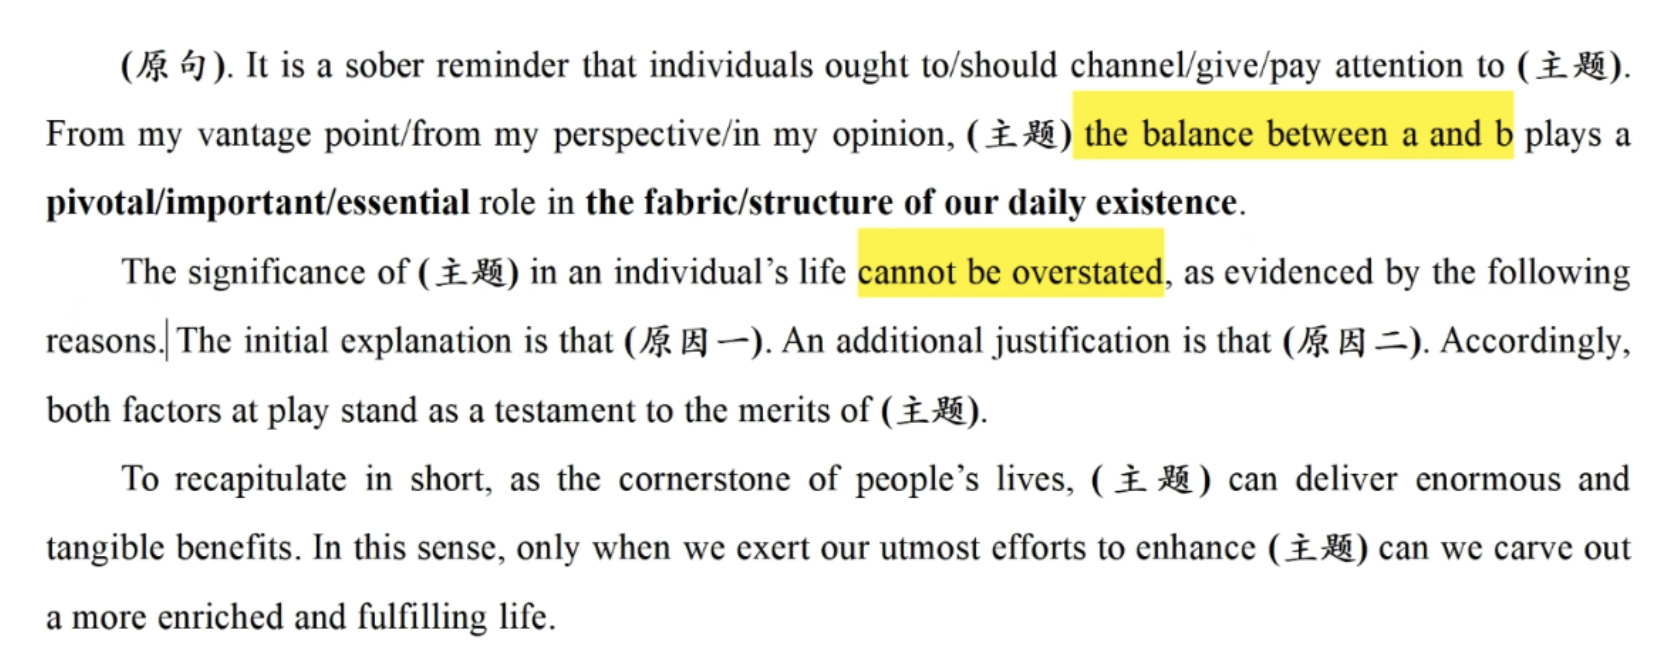 (原句). It is a sober reminder that individuals ought to/should channel/give/pay attention to (主题).
From my vantage point/from my perspective/in my opinion, (主题) the balance between a and b plays a
pivotal/important/essential role in the fabric/structure of our daily existence.
The significance of (主题) in an individual’s life cannot be overstated, as evidenced by the following
reasons. The initial explanation is that (原因一). An additional justification is that (原因二). Accordingly,
both factors at play stand as a testament to the merits of (主题).
To recapitulate in short, as the cornerstone of people’s lives, (主题) can deliver enormous and
tangible benefits. In this sense, only when we exert our utmost efforts to enhance (主题) can we carve out
a more enriched and fulfilling life.